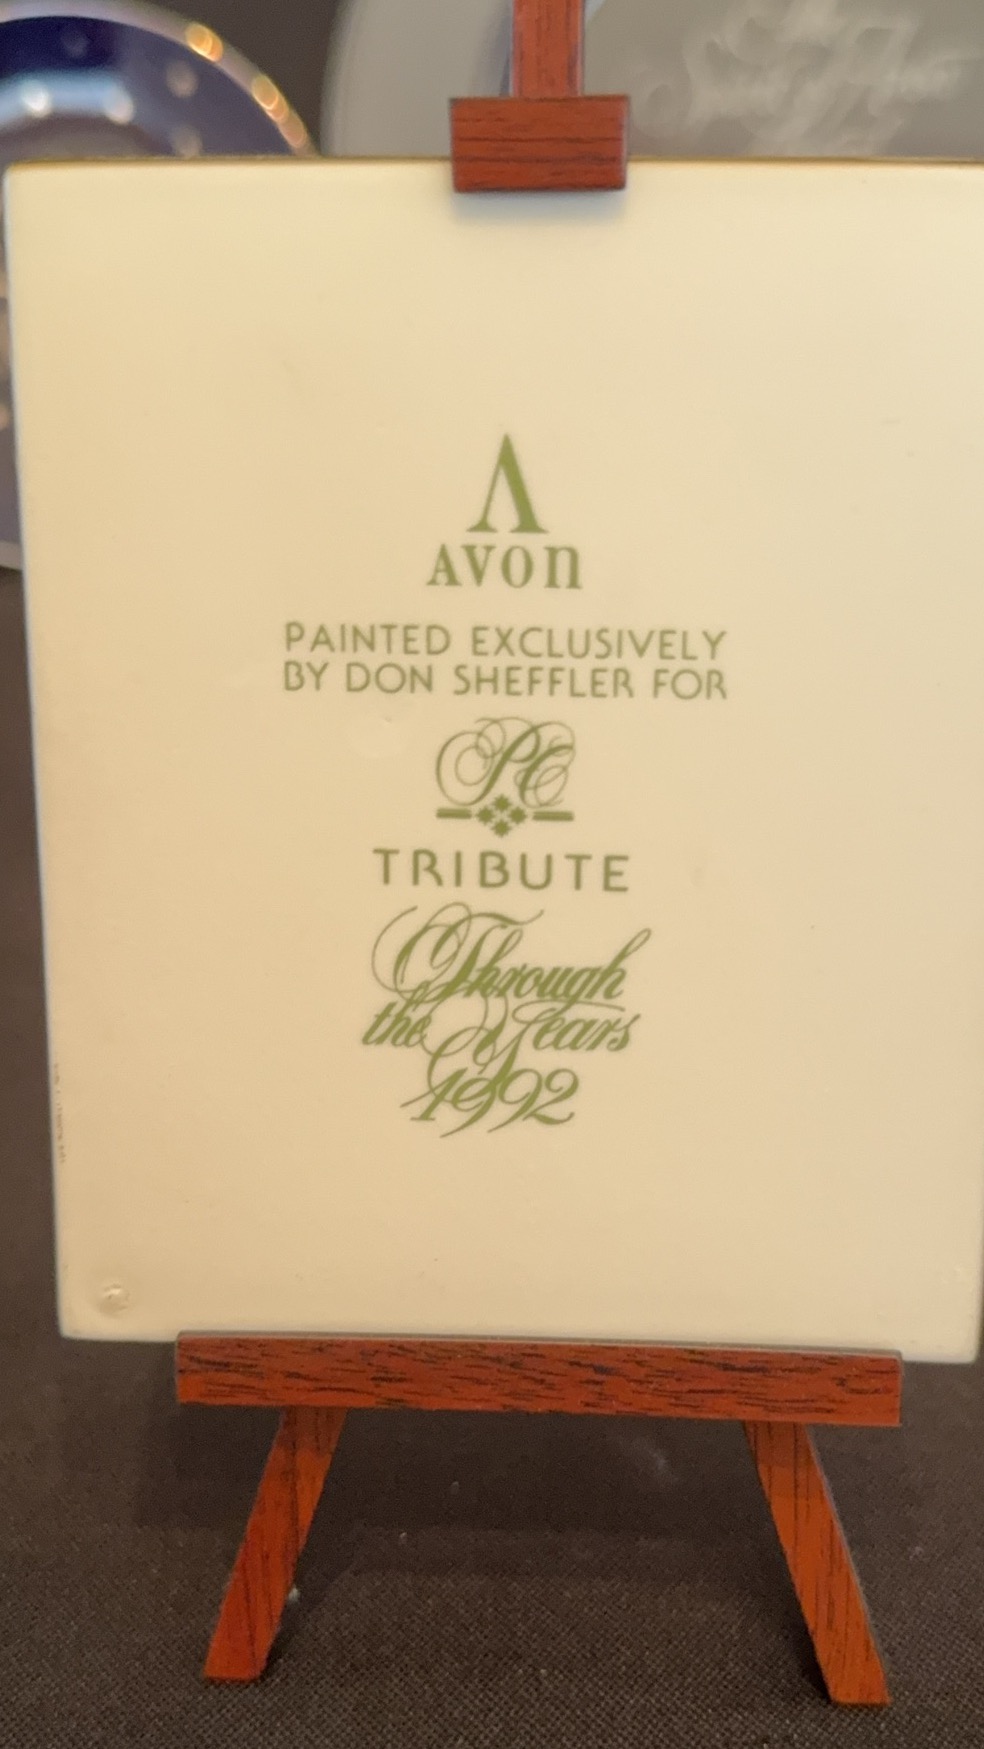 AVON
PAINTED EXCLUSIVELY
BY DON SHEFFLER FOR
PC
TRIBUTE
Through
the Years
1992